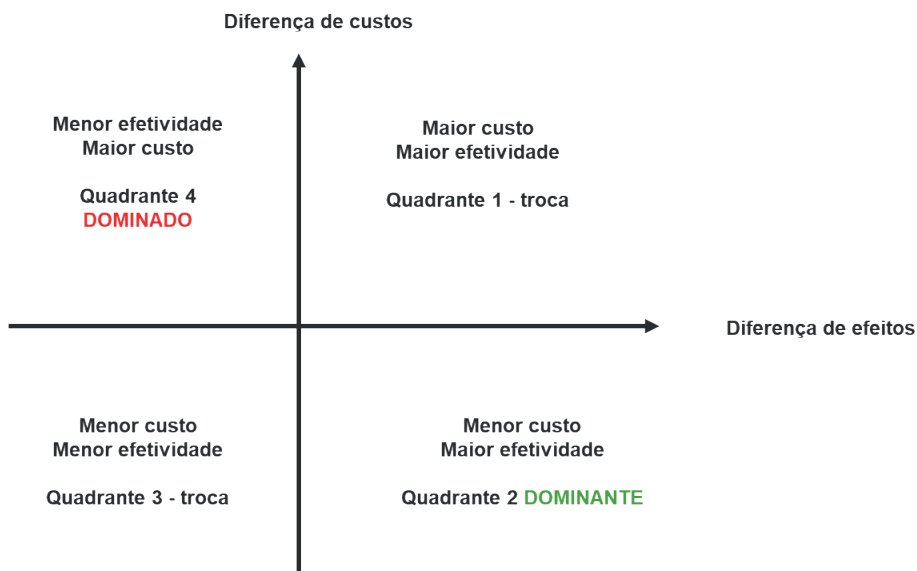 Diferença de custos
Menor efetividade
Maior custo
Quadrante 4
DOMINADO
Maior custo
Maior efetividade
Quadrante 1 - troca
Diferença de efeitos
Menor custo
Menor efetividade
Quadrante 3 - troca
Menor custo
Maior efetividade
Quadrante 2 DOMINANTE